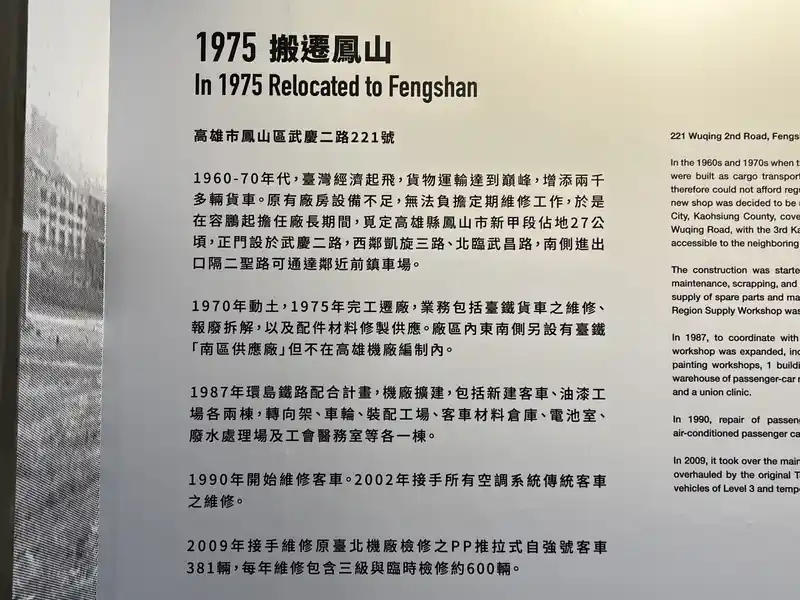 1975 搬遷鳳山
In 1975 Relocated to Fengshan
高雄市鳳山區武慶二路221號
1960-70年代，臺灣經濟起飛，貨物運輸達到巔峰，增添兩千
多輛貨車。原有廠房設備不足，無法負擔定期維修工作，於是
在容鵬起擔任廠長期間，覓定高雄縣鳳山市新甲段佔地27公
頃，正門設於武慶二路，西鄰凱旋三路、北臨武昌路，南側進出
口隔二聖路可通達鄰近前鎮車場。
1970年動土，1975年完工遷廠，業務包括臺鐵貨車之維修、
報廢拆解，以及配件材料修製供應。廠區內東南側另設有臺鐵
「南區供應廠」但不在高雄機廠編制內。
1987年環島鐵路配合計畫，機廠擴建，包括新建客車、油漆工
場各兩棟，轉向架、車輪、裝配工場、客車材料倉庫、電池室、
廢水處理場及工會醫務室等各一棟。
1990年開始維修客車。2002年接手所有空調系統傳統客車
之維修。
2009年接手維修原臺北機廠檢修之PP推拉式自強號客車
381輛，每年維修包含三級與臨時檢修約600輛。
221 Wuqing 2nd Road, Fengs
In the 1960s and 1970s when t
were built as cargo transport
therefore could not afford regu
new shop was decided to be
City, Kaohsiung County, cove
Wuqing Road, with the 3rd Ka
accessible to the neighboring
The construction was starte
maintenance, scrapping, and
supply of spare parts and ma
Region Supply Workshop was
In 1987, to coordinate with
workshop was expanded, inc
painting workshops, 1 buildi
warehouse of passenger-car
and a union clinic.
In 1990, repair of passen
air-conditioned passenger ca
In 2009, it took over the main
overhauled by the original T
vehicles of Level 3 and temp